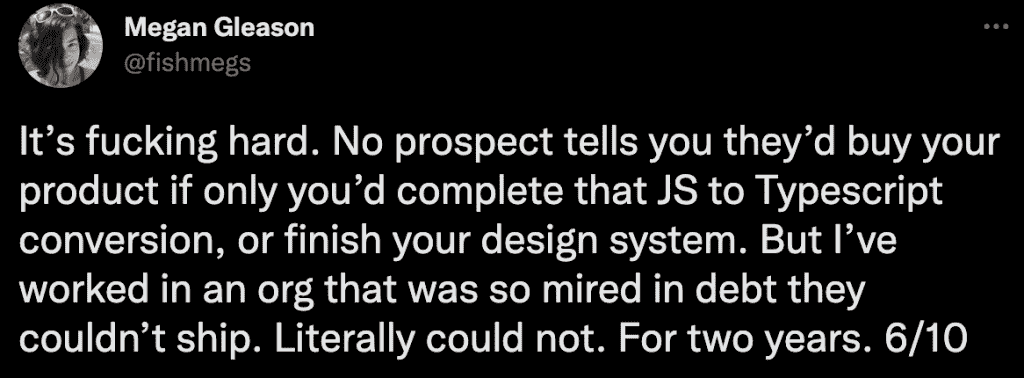 Megan Gleason
@fishmegs
It’s fucking hard. No prospect tells you they’d buy your
product if only you’d complete that JS to Typescript
conversion, or finish your design system. But I’ve
worked in an org that was so mired in debt they
couldn’t ship. Literally could not. For two years. 6/10